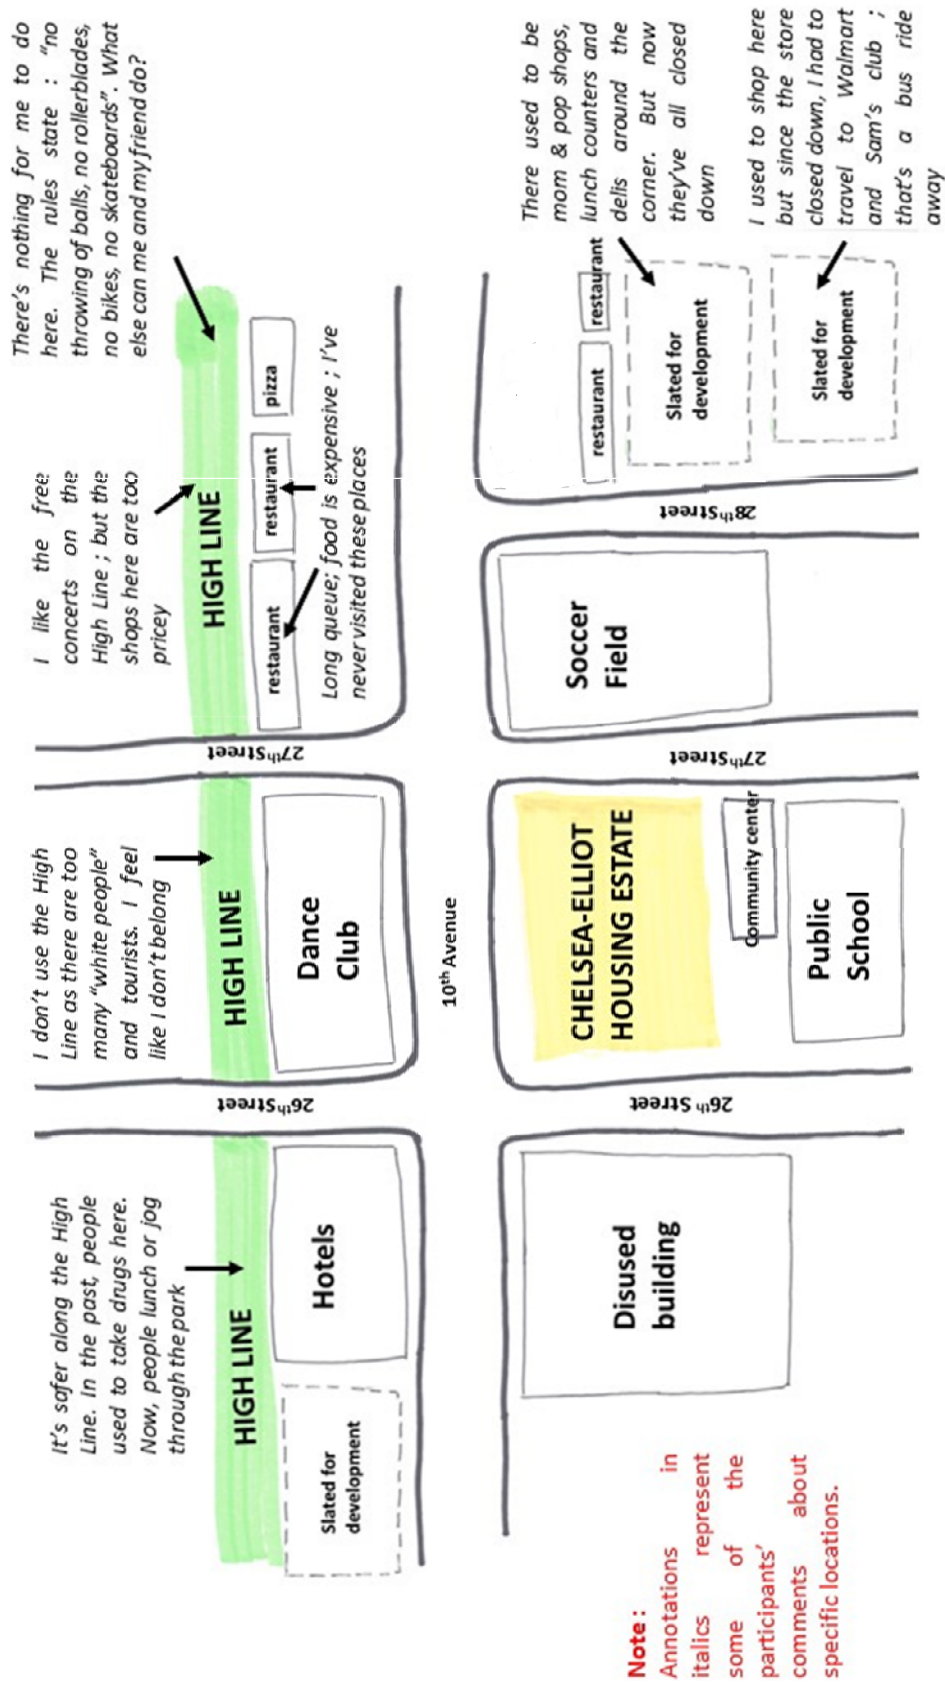 It's safer along the High
Line. In the past, people
used to take drugs here.
Now, people lunch or jog
through the park
I don't use the High
Line as there are too
many "white people"
and tourists. I feel
like I don't belong
I like the free
concerts on the
High Line ; but the
shops here are too
pricey
There's nothing for me to do
here. The rules state : "no
throwing of balls, no rollerblades,
no bikes, no skateboards". What
else can me and my friend do?
HIGH LINE
HIGH LINE
HIGH LINE
Slated for
development
Hotels
Dance
Club
restaurant
restaurant
pizza
Long queue; food is expensive ; I've
never visited these places
26th Street
27th Street
10th Avenue
Disused
building
26th Street
CHELSEA-ELLIOT
HOUSING ESTATE
Community center
Public
School
27th Street
Soccer
Field
28th Street
restaurant
restaurant
Slated for
development
Slated for
development
There used to be
mom & pop shops,
lunch counters and
delis around the
corner. But now
they've all closed
down
I used to shop here
but since the store
closed down, I had to
travel to Walmart
and Sam's club ;
that's a bus ride
away
Note :
Annotations in
italics represent
some of the
participants'
comments about
specific locations.